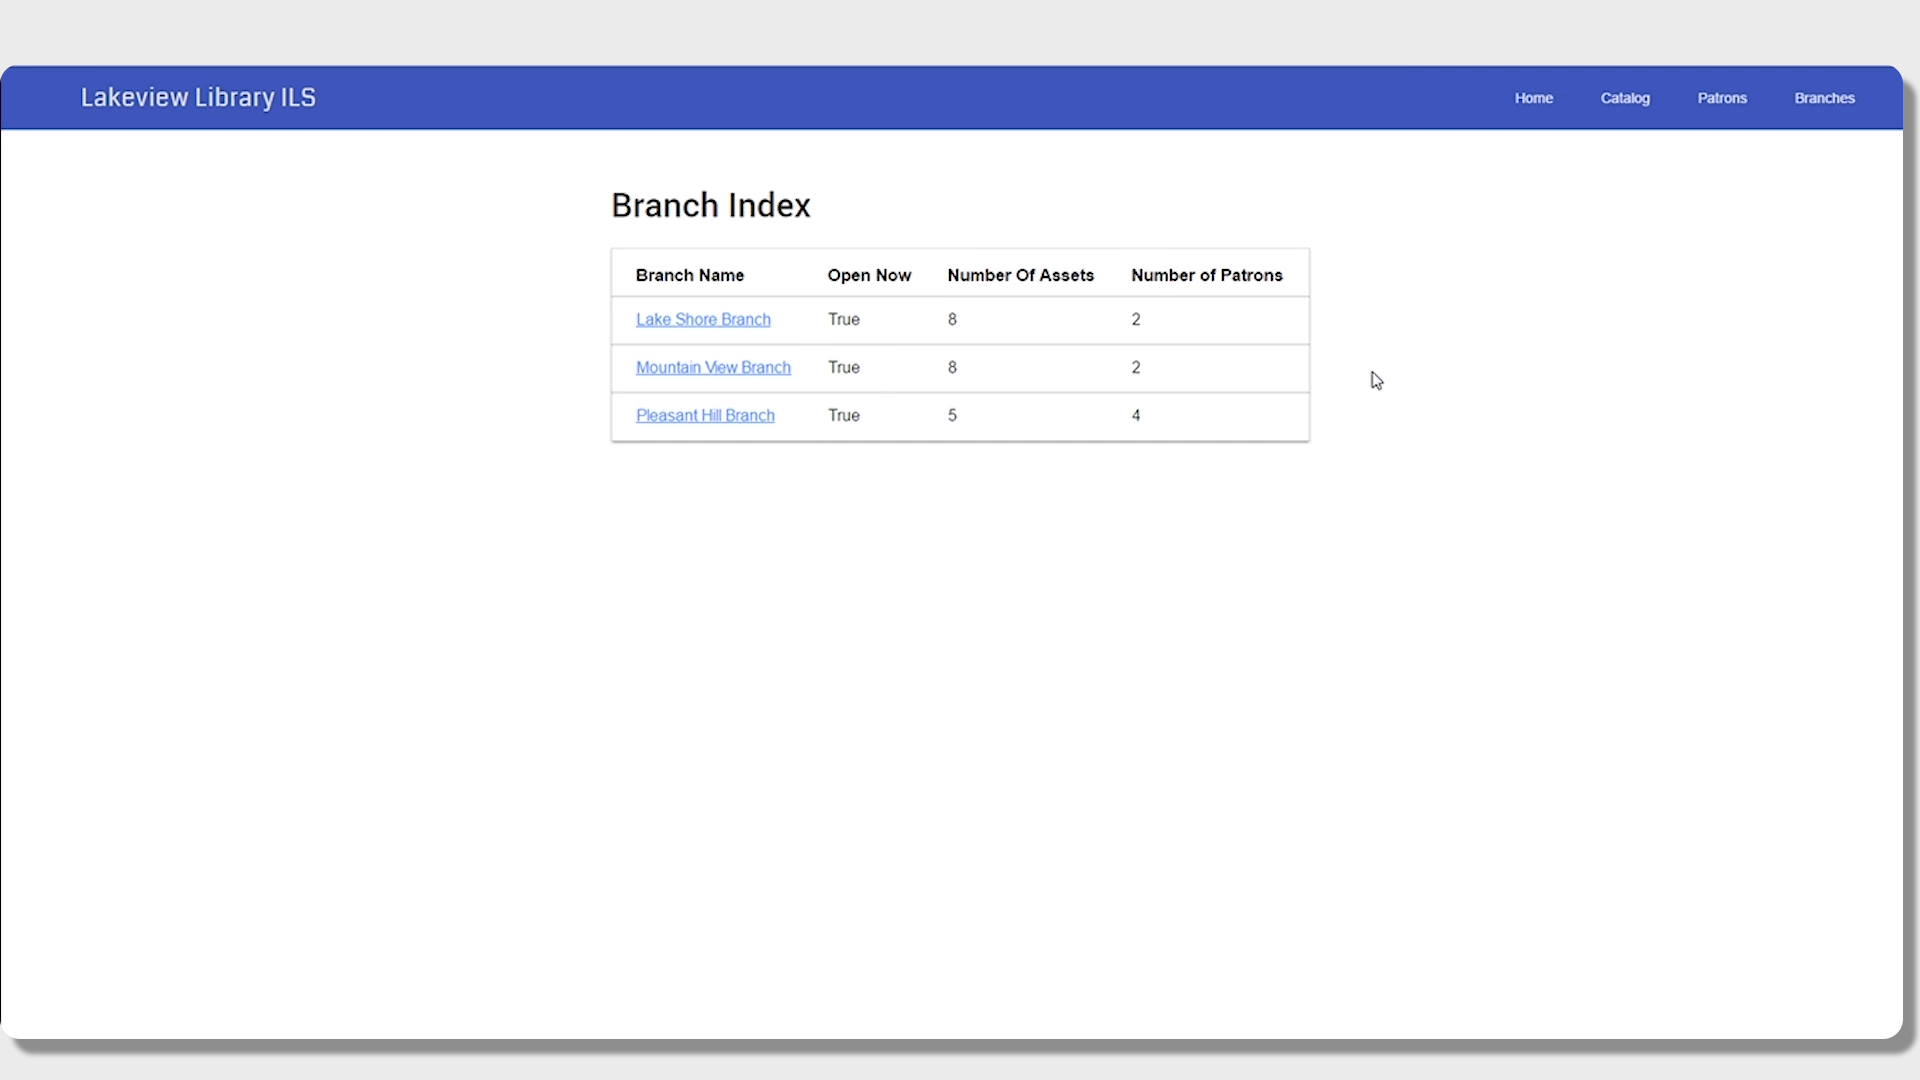 Lakeview Library ILS Home Catalog Patrons Branches
Branch Index
Branch Name Open Now Number Of Assets Number of Patrons
Lake Shore Branch True 8 2
Mountain View Branch True 8 2
Pleasant Hill Branch True 5 4